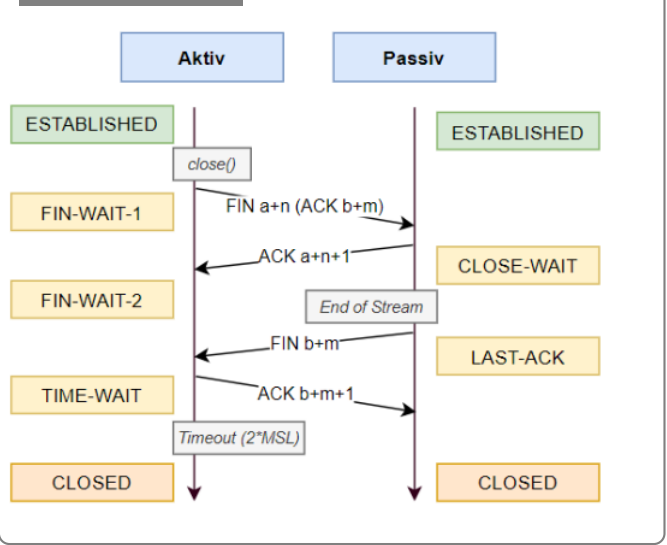 Aktiv
Passiv
ESTABLISHED
ESTABLISHED
close()
FIN-WAIT-1
FIN a+n (ACK b+m)
ACK a+n+1
CLOSE-WAIT
FIN-WAIT-2
End of Stream
FIN b+m
LAST-ACK
TIME-WAIT
ACK b+m+1
Timeout (2*MSL)
CLOSED
CLOSED